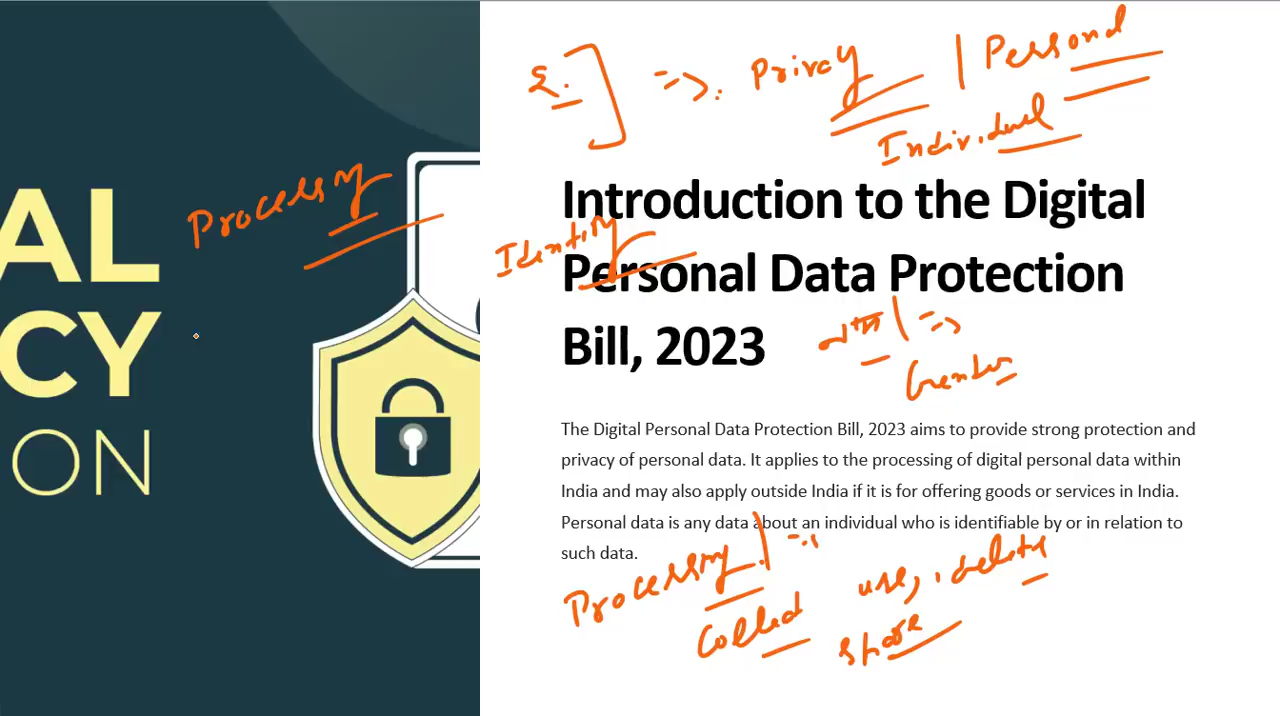 Σ. ⇒ Privacy | Personal
Individual
Processing
AL
CY
ON
Introduction to the Digital
Identity
Personal Data Protection
Bill, 2023
⇒
Gender
The Digital Personal Data Protection Bill, 2023 aims to provide strong protection and
privacy of personal data. It applies to the processing of digital personal data within
India and may also apply outside India if it is for offering goods or services in India.
Personal data is any data about an individual who is identifiable by or in relation to
such data.
Processing | ⇒
Collect use, delete
share